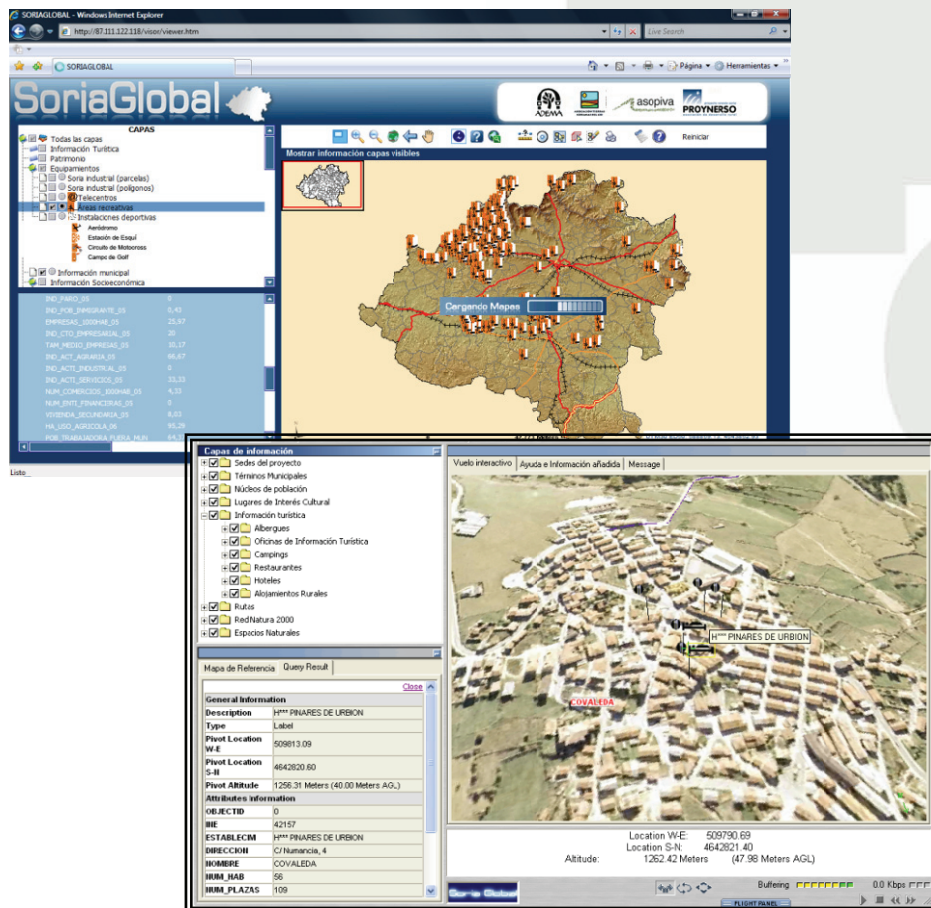 SORIAGLOBAL - Windows Internet Explorer
http://87.111.122.118/visor/viewer.htm
Live Search
SORIAGLOBAL
Página
Herramientas
SoriaGlobal
ADEMA
asopiva
PROYNERSO
CAPAS
Todas las capas
Información Turítica
Patrimonio
Equipamientos
Soria industrial (parcelas)
Soria industrial (polígonos)
Telecentros
Áreas recreativas
Instalaciones deportivas
Aeródromo
Estación de Esquí
Circuito de Motocross
Campo de Golf
Información municipal
Información Socioeconómica
Reiniciar
Mostrar información capas visibles
Cargando Mapas
IND_PARO_05 0
IND_POB_INMIGRANTE_05 0,43
EMPRESAS_1000HAB_05 23,97
IND_CTO_EMPRESARIAL_05 20
TAM_MEDIO_EMPRESAS_05 10,17
IND_ACT_AGRARIA_05 66,67
IND_ACTI_INDUSTRIAL_05 0
IND_ACTI_SERVICIOS_05 33,33
NUM_COMERCIOS_1000HAB_05 4,33
NUM_ENTI_FINANCIERAS_05 0
VIVIENDA_SECUNDARIA_05 8,03
HA_USO_AGRICOLA_06 95,29
POB_TRABAJADORA_FUERA_MUN
Listo
Capas de información
Sedes del proyecto
Términos Municipales
Núcleos de población
Lugares de Interés Cultural
Información turística
Albergues
Oficinas de Información Turística
Campings
Restaurantes
Hoteles
Alojamientos Rurales
Rutas
RedNatura 2000
Espacios Naturales
Vuelo interactivo Ayuda e Información añadida Message
H*** PINARES DE URBION
COVALEDA
Mapa de Referencia Query Result
Close
General Information
Description H*** PINARES DE URBION
Type Label
Pivot Location W-E 509813.09
Pivot Location S-N 4642820.60
Pivot Altitude 1256.31 Meters (40.00 Meters AGL)
Attributes information
OBJECTID 0
INE 42157
ESTABLECIM H*** PINARES DE URBION
DIRECCION C/ Numancia, 4
NOMBRE COVALEDA
NUM_HAB 56
NUM_PLAZAS 109
Location W-E: 509790.69
Location S-N: 4642821.40
Altitude: 1262.42 Meters (47.98 Meters AGL)
Soria Global
Buffering
0.0 Kbps
FLIGHT PANEL